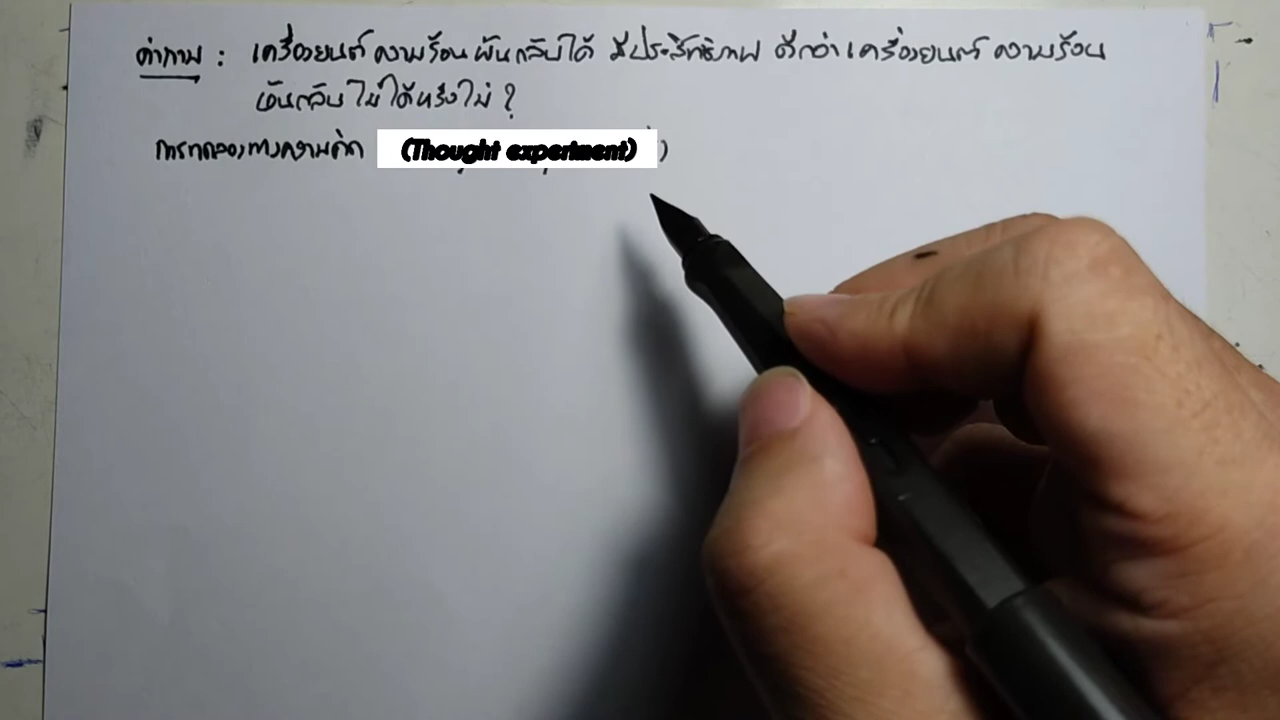 คำถาม : เครื่องยนต์ความร้อนผันกลับได้ มีประสิทธิภาพ ดีกว่าเครื่องยนต์ความร้อน
ผันกลับไม่ได้หรือไม่ ?
การทดลองทางความคิด (Thought experiment) )